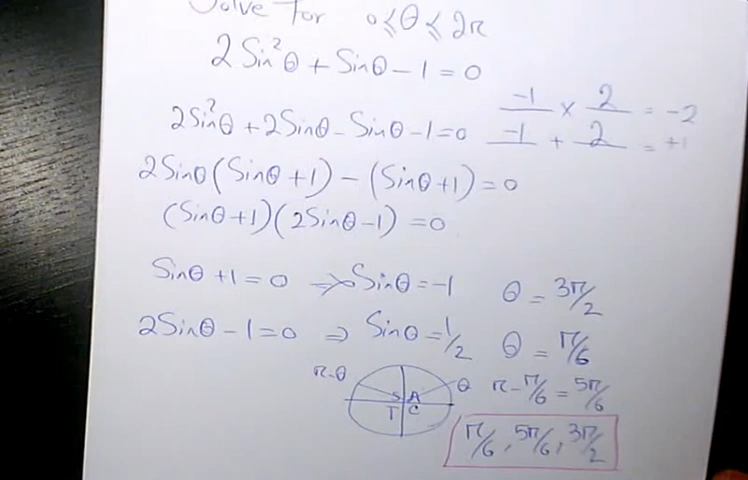 Solve for 0 ≤ θ ≤ 2π
2Sin²θ + Sinθ - 1 = 0
-1 × 2 = -2
2Sin²θ + 2Sinθ - Sinθ - 1 = 0
-1 + 2 = +1
2Sinθ(Sinθ + 1) - (Sinθ + 1) = 0
(Sinθ + 1)(2Sinθ - 1) = 0
Sinθ + 1 = 0 ⇒ Sinθ = -1 θ = 3π/2
2Sinθ - 1 = 0 ⇒ Sinθ = 1/2 θ = π/6
π-θ θ π - π/6 = 5π/6
S A
T C
π/6, 5π/6, 3π/2